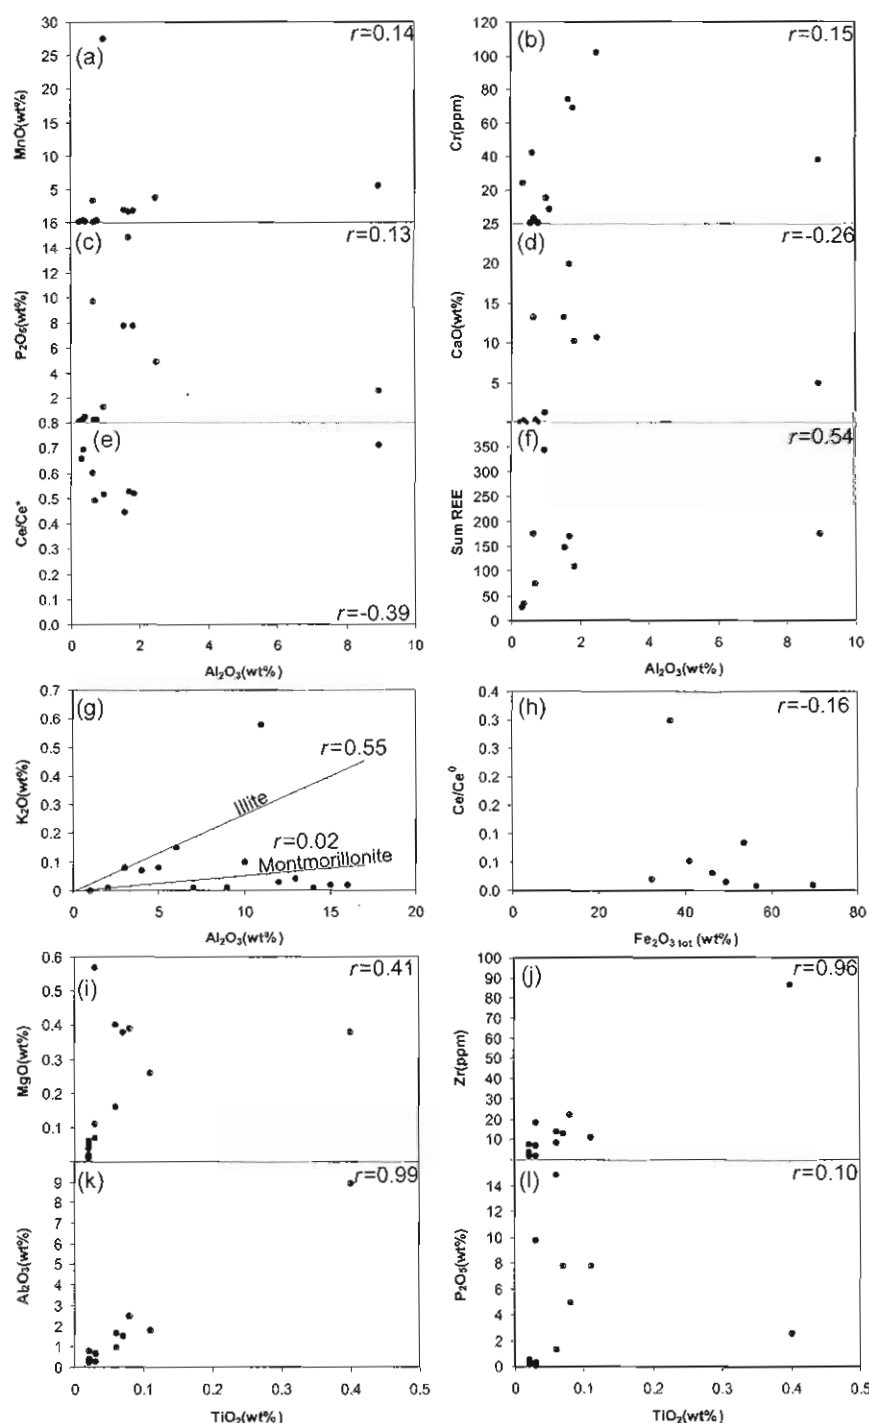 30
(a)
r=0.14
25
20
15
10
5
MnO(wt%)
120
(b)
r=0.15
100
80
60
40
20
Cr(ppm)
16
(c)
r=0.13
14
12
10
8
6
4
2
P₂O₅(wt%)
25
(d)
r=-0.26
20
15
10
5
CaO(wt%)
0.8
(e)
0.7
0.6
0.5
0.4
0.3
0.2
0.1
0.0
Ce/Ce*
r=-0.39
0 2 4 6 8 10
Al₂O₃(wt%)
(f)
r=0.54
350
300
250
200
150
100
50
0
Sum REE
0 2 4 6 8 10
Al₂O₃(wt%)
0.7
(g)
0.6
0.5
0.4
0.3
0.2
0.1
0
K₂O(wt%)
r=0.55
Illite
r=0.02
Montmorillonite
0 5 10 15 20
Al₂O₃(wt%)
0.4
(h)
r=-0.16
0.3
0.3
0.2
0.2
0.1
0.1
0.0
Ce/Ce⁰
0 20 40 60 80
Fe₂O₃ tot (wt%)
0.6
(i)
r=0.41
0.5
0.4
0.3
0.2
0.1
MgO(wt%)
100
(j)
r=0.96
90
80
70
60
50
40
30
20
10
Zr(ppm)
(k)
r=0.99
9
8
7
6
5
4
3
2
1
0
Al₂O₃(wt%)
0 0.1 0.2 0.3 0.4 0.5
TiO₂(wt%)
(l)
r=0.10
14
12
10
8
6
4
2
0
P₂O₅(wt%)
0 0.1 0.2 0.3 0.4 0.5
TiO₂(wt%)